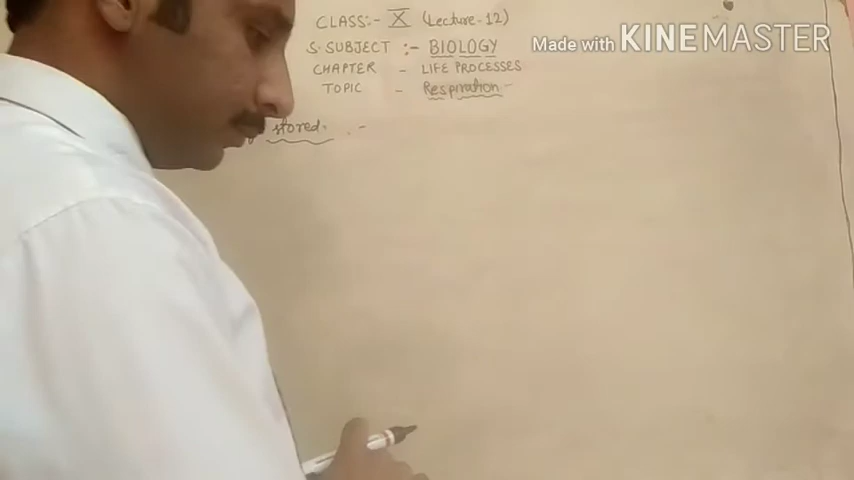 CLASS:- X (Lecture-12)
S. SUBJECT :- BIOLOGY
Made with KINEMASTER
CHAPTER - LIFE PROCESSES
TOPIC - Respiration -
stored. . -